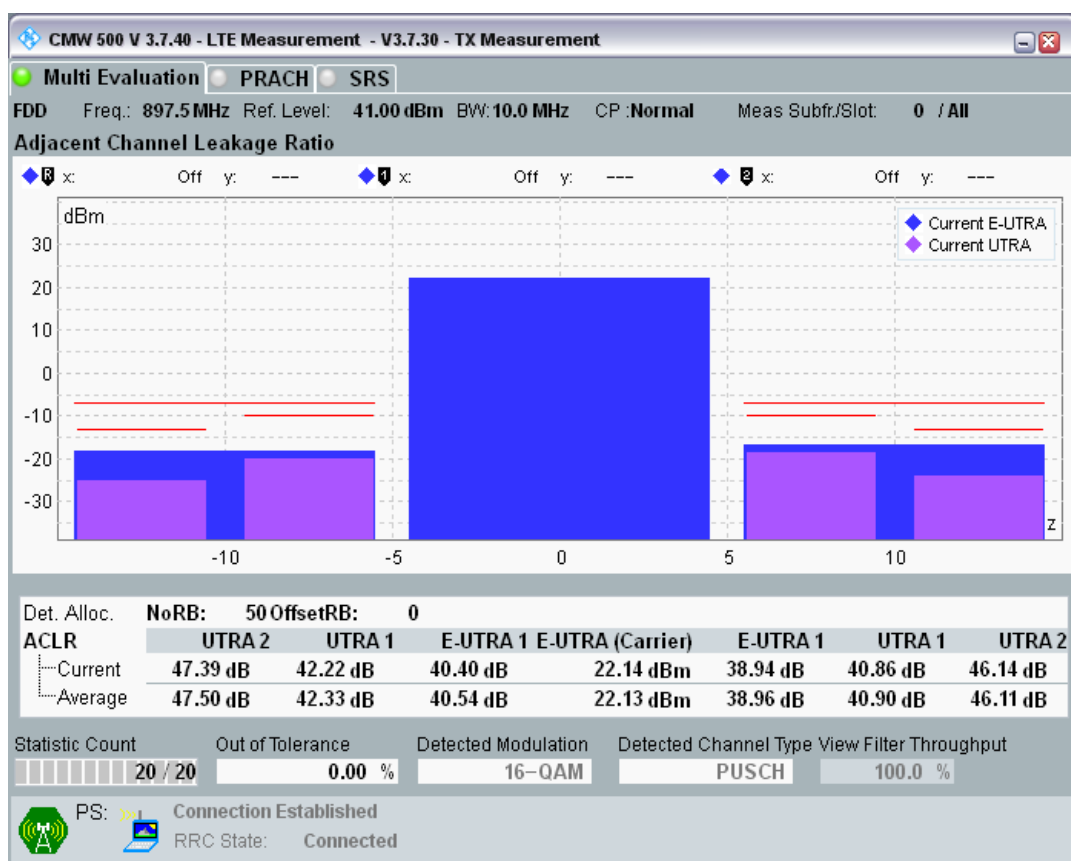 CMW 500 V 3.7.40 - LTE Measurement - V3.7.30 - TX Measurement
Multi Evaluation PRACH SRS
FDD Freq.: 897.5 MHz Ref. Level: 41.00 dBm BW: 10.0 MHz CP :Normal Meas Subfr./Slot: 0 / All
Adjacent Channel Leakage Ratio
R x: Off y: --- 1 x: Off y: --- 2 x: Off y: ---
dBm
Current E-UTRA
Current UTRA
30
20
10
0
-10
-20
-30
z
-10 -5 0 5 10
Det. Alloc. NoRB: 50 OffsetRB: 0
ACLR UTRA 2 UTRA 1 E-UTRA 1 E-UTRA (Carrier) E-UTRA 1 UTRA 1 UTRA 2
Current 47.39 dB 42.22 dB 40.40 dB 22.14 dBm 38.94 dB 40.86 dB 46.14 dB
Average 47.50 dB 42.33 dB 40.54 dB 22.13 dBm 38.96 dB 40.90 dB 46.11 dB
Statistic Count Out of Tolerance Detected Modulation Detected Channel Type View Filter Throughput
20 / 20 0.00 % 16-QAM PUSCH 100.0 %
PS: Connection Established
RRC State: Connected